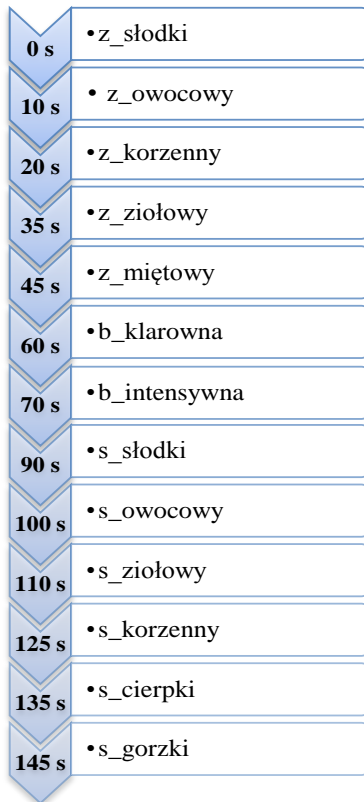 0 s
• z_słodki
10 s
• z_owocowy
20 s
• z_korzenny
35 s
• z_ziołowy
45 s
• z_miętowy
60 s
• b_klarowna
70 s
• b_intensywna
90 s
• s_słodki
100 s
• s_owocowy
110 s
• s_ziołowy
125 s
• s_korzenny
135 s
• s_cierpki
145 s
• s_gorzki